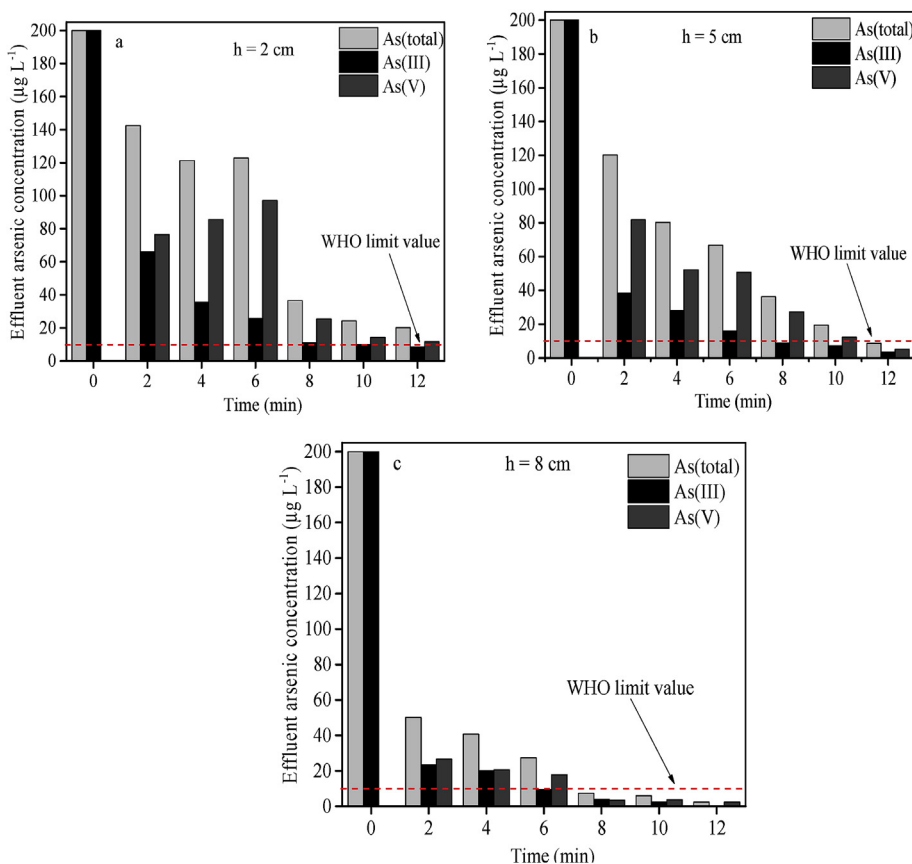 a
h = 2 cm
As(total)
As(III)
As(V)
WHO limit value
Effluent arsenic concentration (µg L⁻¹)
200
180
160
140
120
100
80
60
40
20
0
0 2 4 6 8 10 12
Time (min)
b
h = 5 cm
As(total)
As(III)
As(V)
WHO limit value
Effluent arsenic concentration (µg L⁻¹)
200
180
160
140
120
100
80
60
40
20
0
0 2 4 6 8 10 12
Time (min)
c
h = 8 cm
As(total)
As(III)
As(V)
WHO limit value
Effluent arsenic concentration (µg L⁻¹)
200
180
160
140
120
100
80
60
40
20
0
0 2 4 6 8 10 12
Time (min)